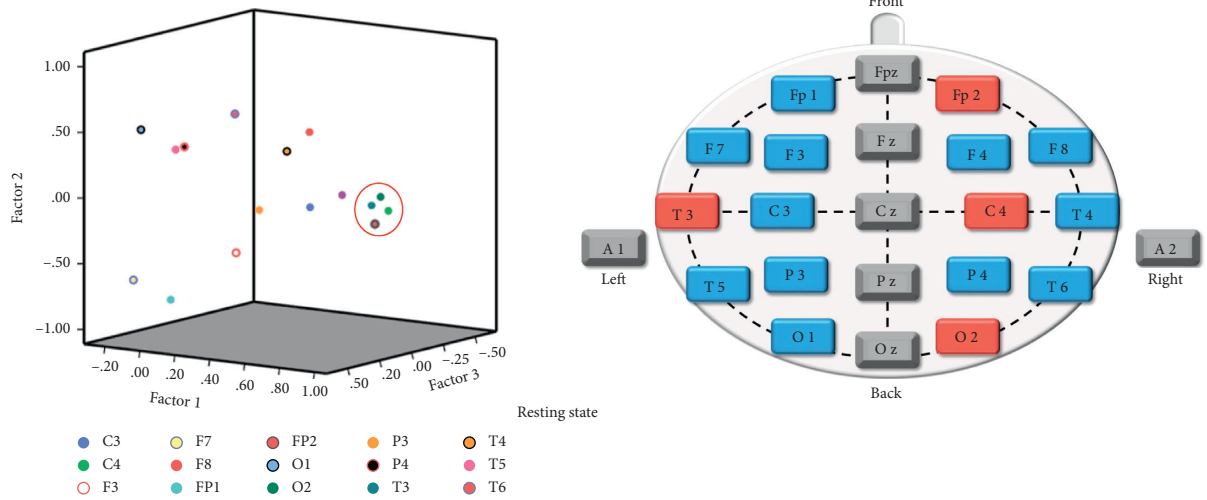 1.00
.50
.00
−.50
−1.00
Factor 2
−.20 .00 .20 .40 .60 .80 1.00
Factor 1
.50 .25 .00 −.25 −.50
Factor 3
Resting state
C3 F7 FP2 P3 T4
C4 F8 O1 P4 T5
F3 FP1 O2 T3 T6
Front
Fpz
Fp 1 Fp 2
F 7 F 3 F z F 4 F 8
T 3 C 3 C z C 4 T 4
A 1 A 2
Left Right
T 5 P 3 P z P 4 T 6
O 1 O z O 2
Back